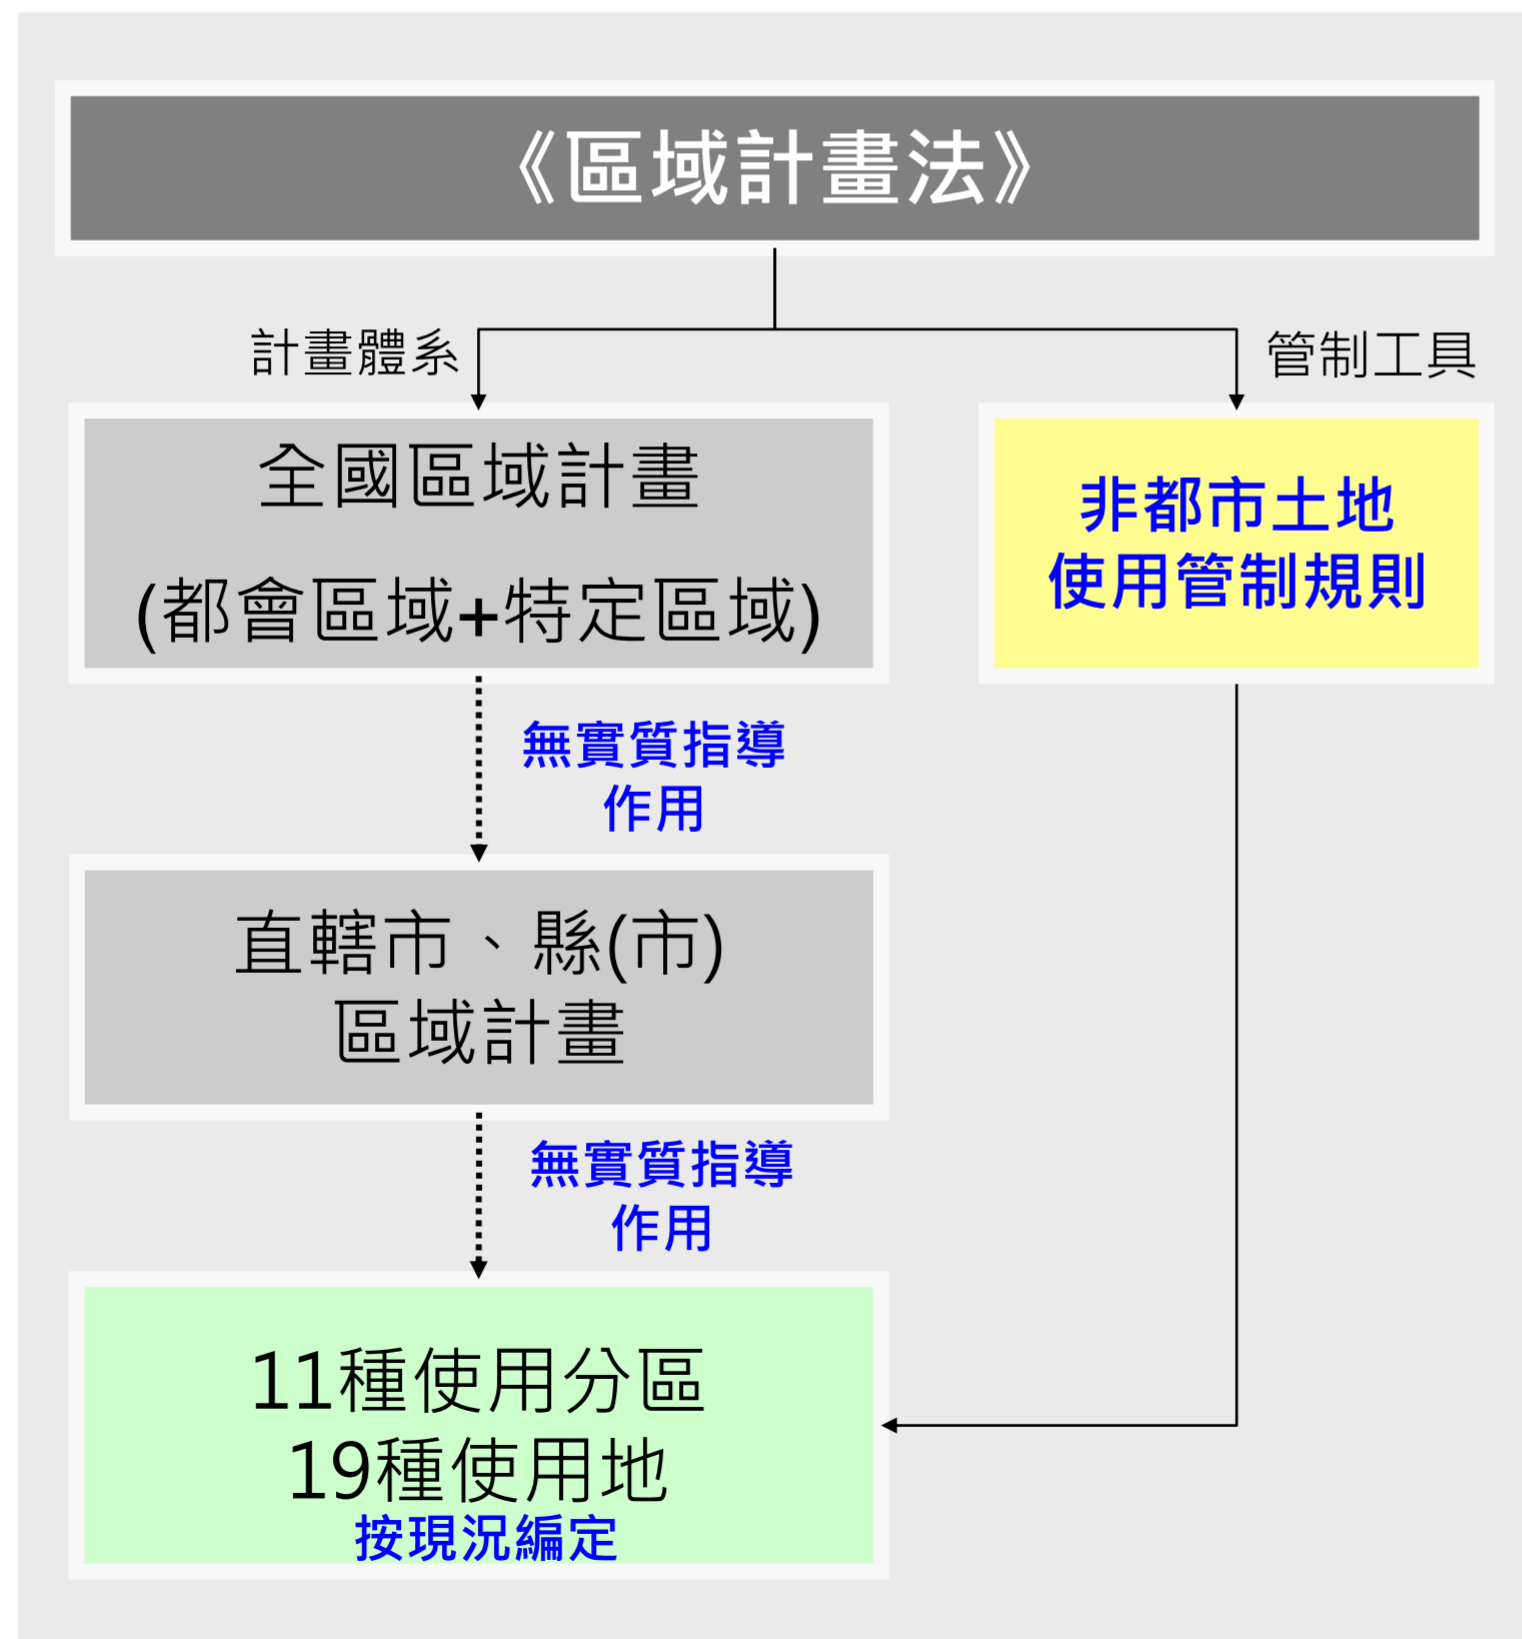 《區域計畫法》
計畫體系
管制工具
全國區域計畫
(都會區域+特定區域)
非都市土地
使用管制規則
無實質指導
作用
直轄市、縣(市)
區域計畫
無實質指導
作用
11種使用分區
19種使用地
按現況編定